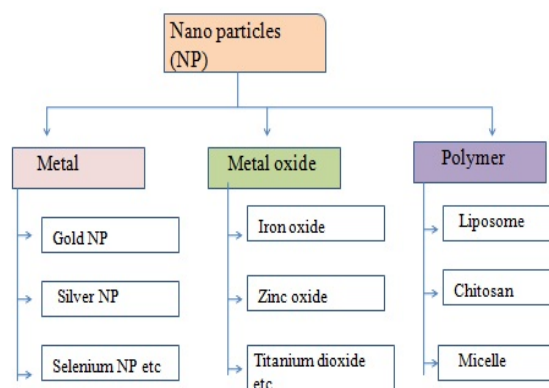 Nano particles
(NP)
Metal
Metal oxide
Polymer
Gold NP
Iron oxide
Liposome
Silver NP
Zinc oxide
Chitosan
Selenium NP etc
Titanium dioxide
etc
Micelle